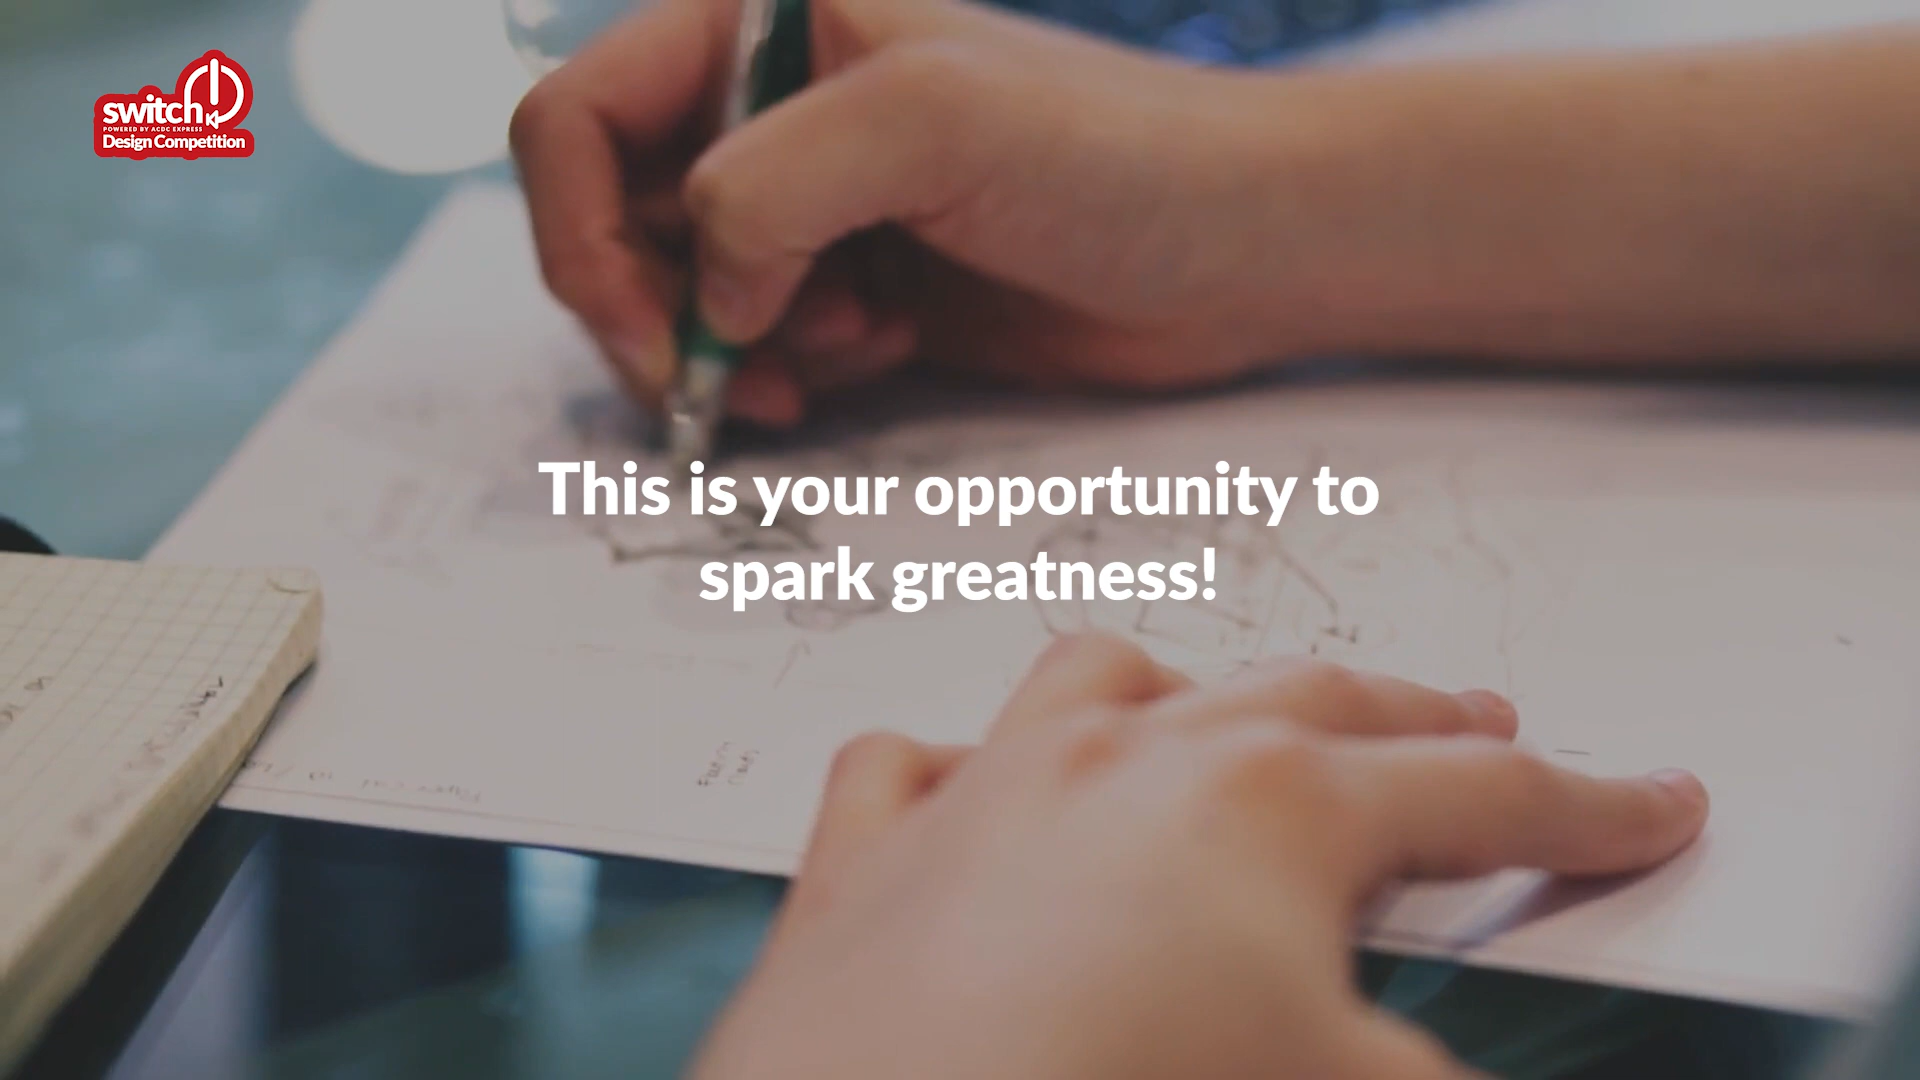 switch
POWERED BY ACDC EXPRESS
Design Competition
This is your opportunity to
spark greatness!